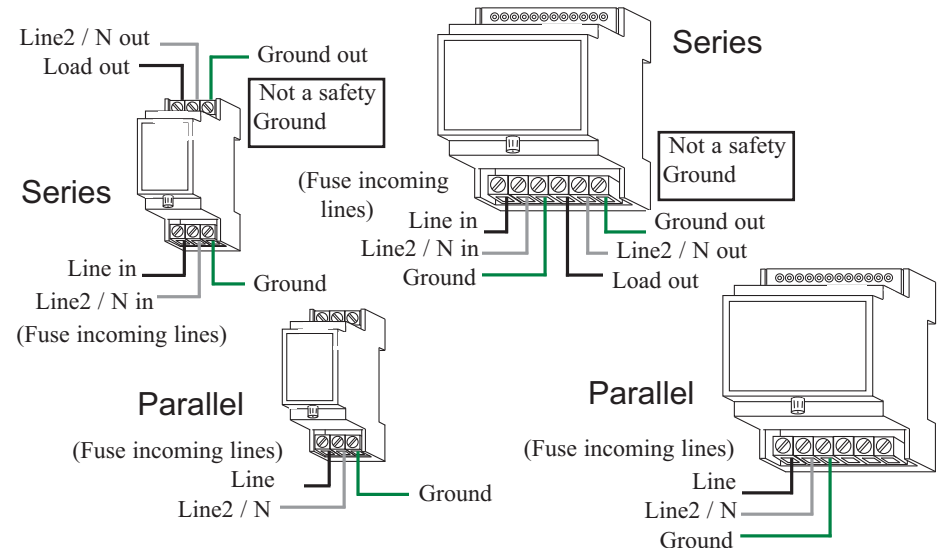 Line2 / N out
Load out
Ground out
Not a safety
Ground
Series
Line in
Line2 / N in
(Fuse incoming lines)
Ground
Series
Not a safety
Ground
(Fuse incoming
lines)
Line in
Line2 / N in
Ground
Ground out
Line2 / N out
Load out
Parallel
(Fuse incoming lines)
Line
Line2 / N
Ground
Parallel
(Fuse incoming lines)
Line
Line2 / N
Ground